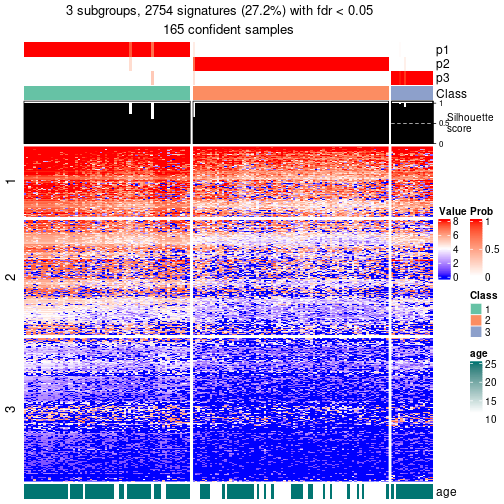 3 subgroups, 2754 signatures (27.2%) with fdr < 0.05
165 confident samples
p1
p2
p3
Class
1
0.5
0
Silhouette
score
1
2
3
Value
8
6
4
2
0
Prob
1
0.5
0
Class
1
2
3
age
25
20
15
10
age